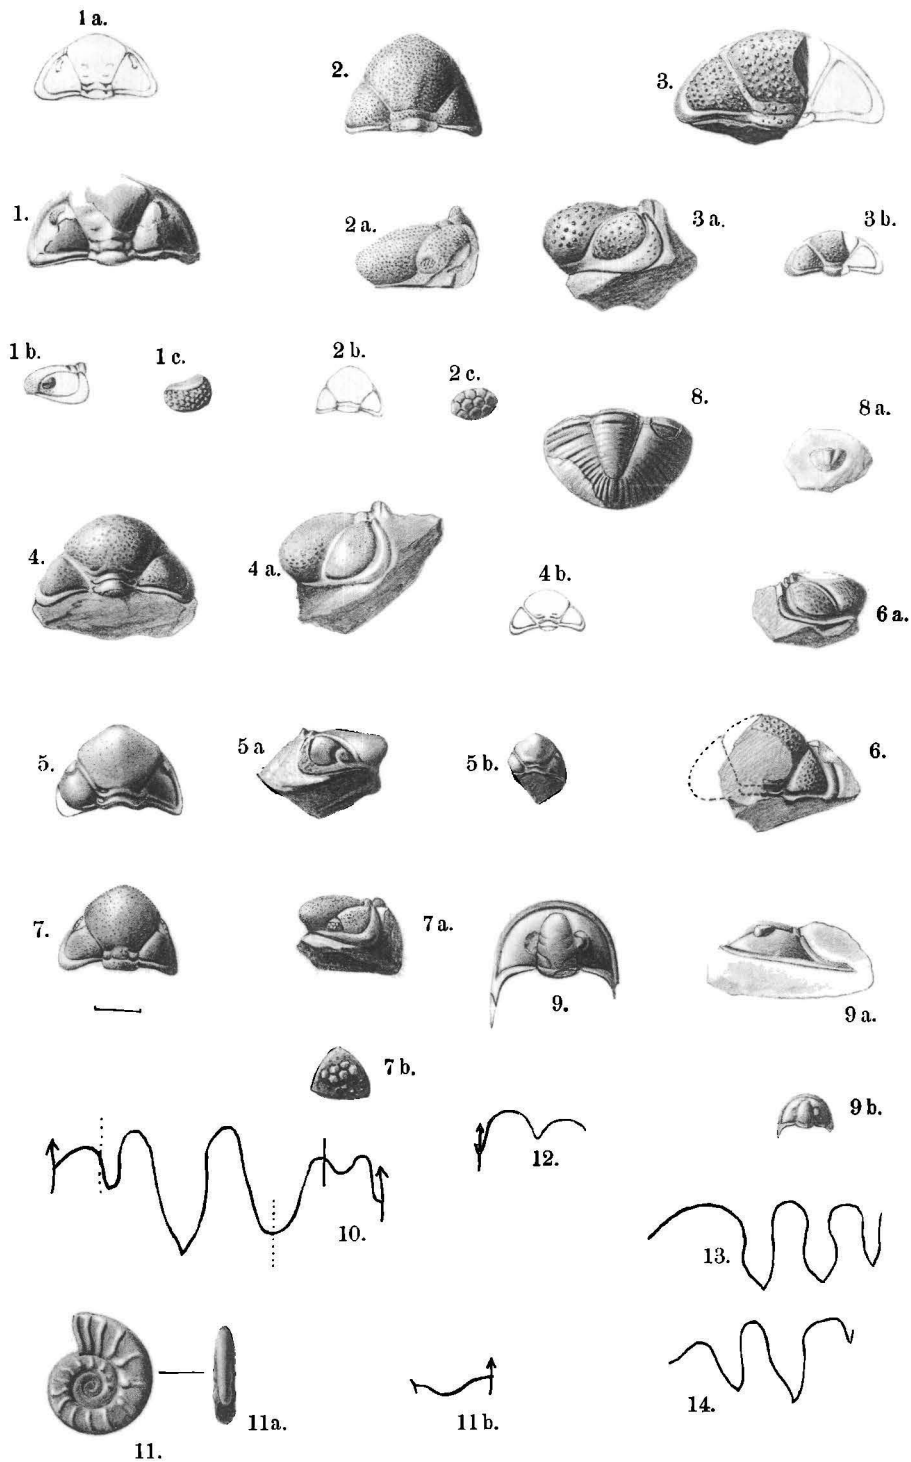 1 a.
2.
3.
1.
2 a.
3 a.
3 b.
1 b.
1 c.
2 b.
2 c.
8.
8 a.
4.
4 a.
4 b.
6 a.
5.
5 a
5 b.
6.
7.
7 a.
9.
9 a.
7 b.
9 b.
12.
10.
13.
11.
11a.
11 b.
14.